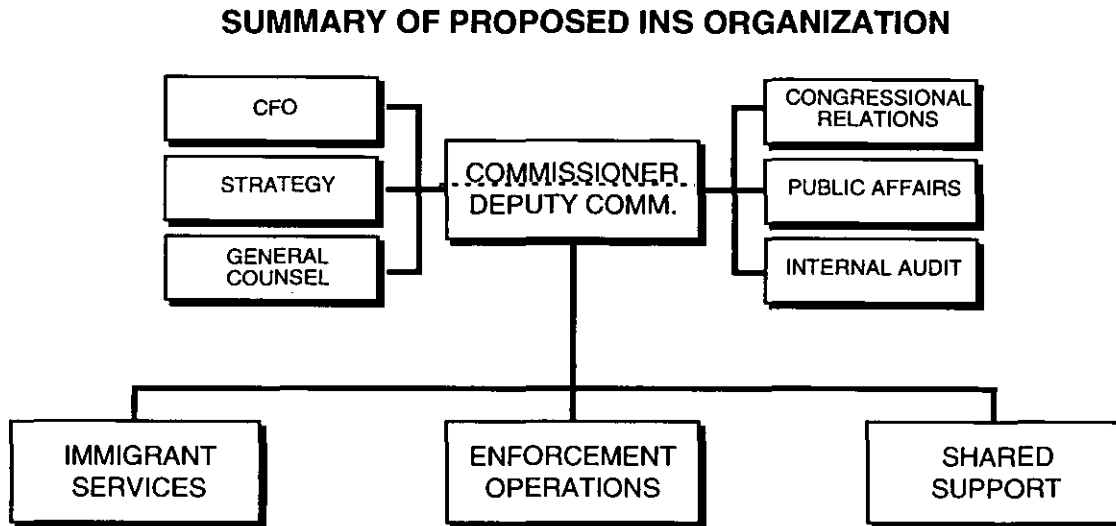 SUMMARY OF PROPOSED INS ORGANIZATION
CFO
STRATEGY
GENERAL
COUNSEL
COMMISSIONER
DEPUTY COMM.
CONGRESSIONAL
RELATIONS
PUBLIC AFFAIRS
INTERNAL AUDIT
IMMIGRANT
SERVICES
ENFORCEMENT
OPERATIONS
SHARED
SUPPORT